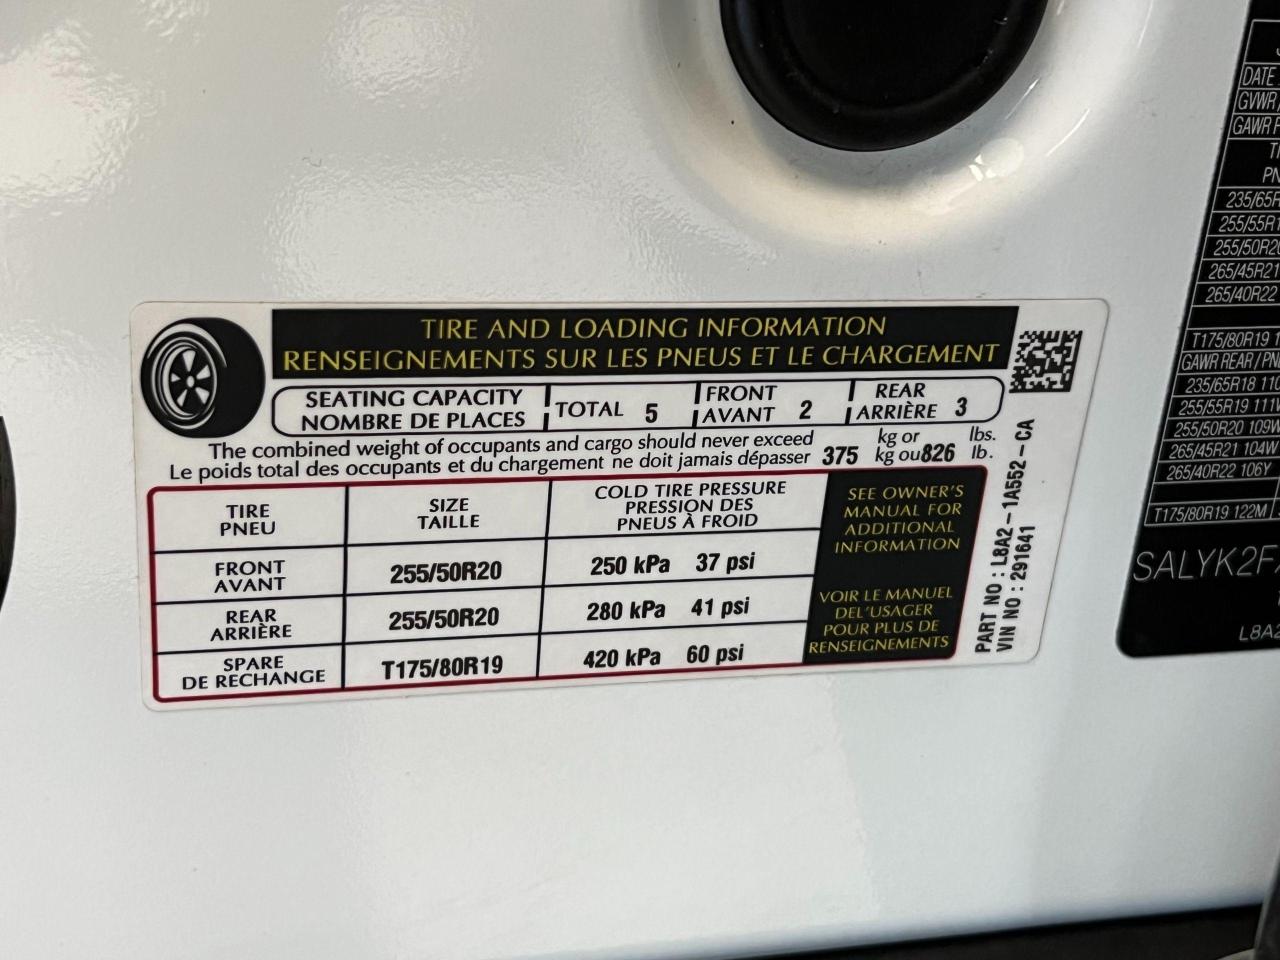 TIRE AND LOADING INFORMATION
RENSEIGNEMENTS SUR LES PNEUS ET LE CHARGEMENT
SEATING CAPACITY
NOMBRE DE PLACES
TOTAL 5
FRONT
AVANT 2
REAR
ARRIÈRE 3
The combined weight of occupants and cargo should never exceed 375 kg or 826 lbs.
Le poids total des occupants et du chargement ne doit jamais dépasser kg ou lb.
TIRE
PNEU
SIZE
TAILLE
COLD TIRE PRESSURE
PRESSION DES
PNEUS À FROID
FRONT
AVANT
255/50R20
250 kPa 37 psi
REAR
ARRIÈRE
255/50R20
280 kPa 41 psi
SPARE
DE RECHANGE
T175/80R19
420 kPa 60 psi
SEE OWNER'S
MANUAL FOR
ADDITIONAL
INFORMATION
VOIR LE MANUEL
DEL'USAGER
POUR PLUS DE
RENSEIGNEMENTS
PART NO : L8A2-1A552-CA
VIN NO : 291641
DATE
GVWR/
GAWR F
235/65R
255/55R1
255/50R20
265/45R21
265/40R22
T175/80R19 1
GAWR REAR/PN
235/65R18 110
255/55R19 111
255/50R20 109W
265/45R21 104W
265/40R22 106Y
T175/80R19 122M
SALYK2F
L8A2